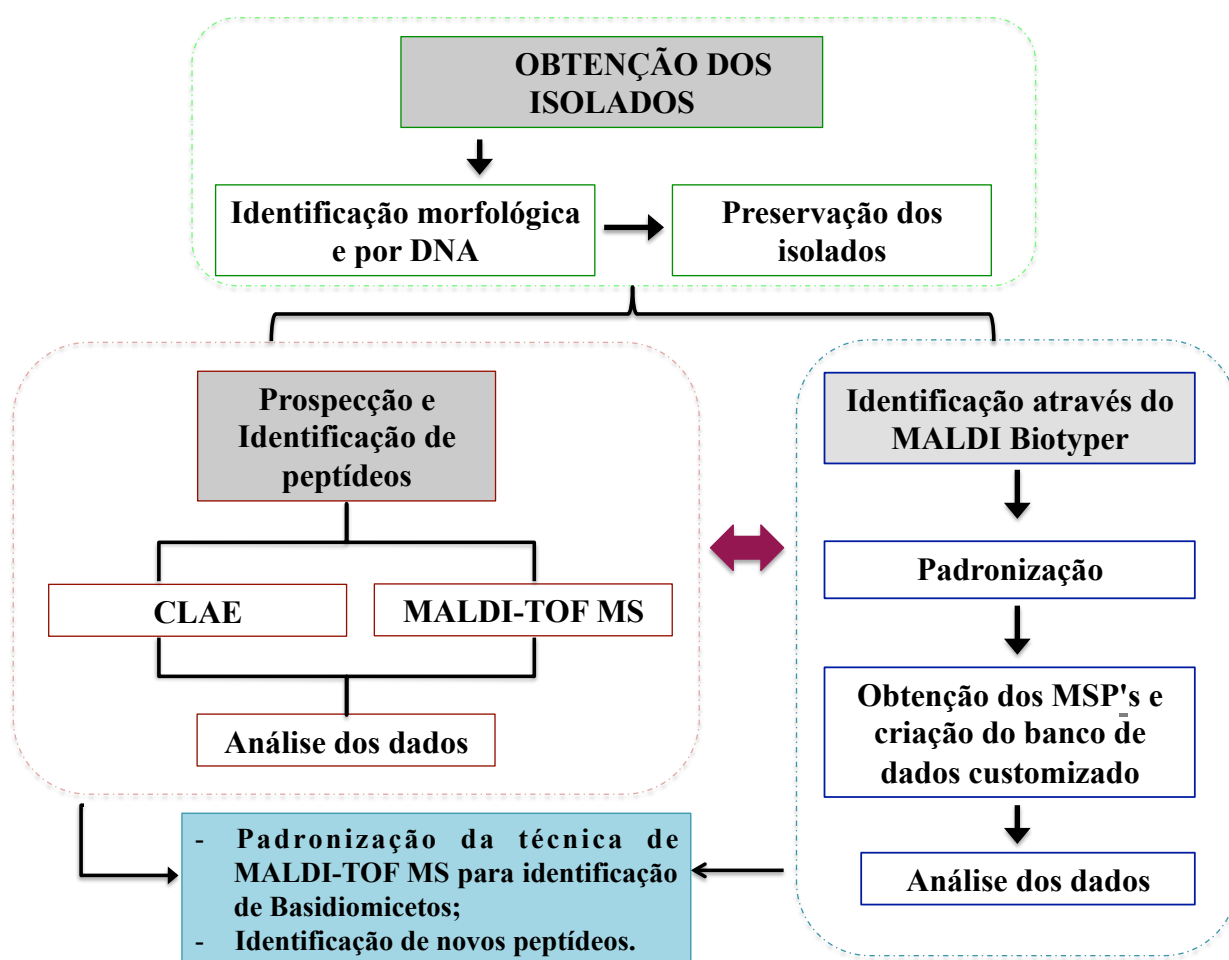 OBTENÇÃO DOS
ISOLADOS
Identificação morfológica
e por DNA
Preservação dos
isolados
Prospecção e
Identificação de
peptídeos
CLAE
MALDI-TOF MS
Análise dos dados
Identificação através do
MALDI Biotyper
Padronização
Obtenção dos MSP's e
criação do banco de
dados customizado
Análise dos dados
- Padronização da técnica de
MALDI-TOF MS para identificação
de Basidiomicetos;
- Identificação de novos peptídeos.